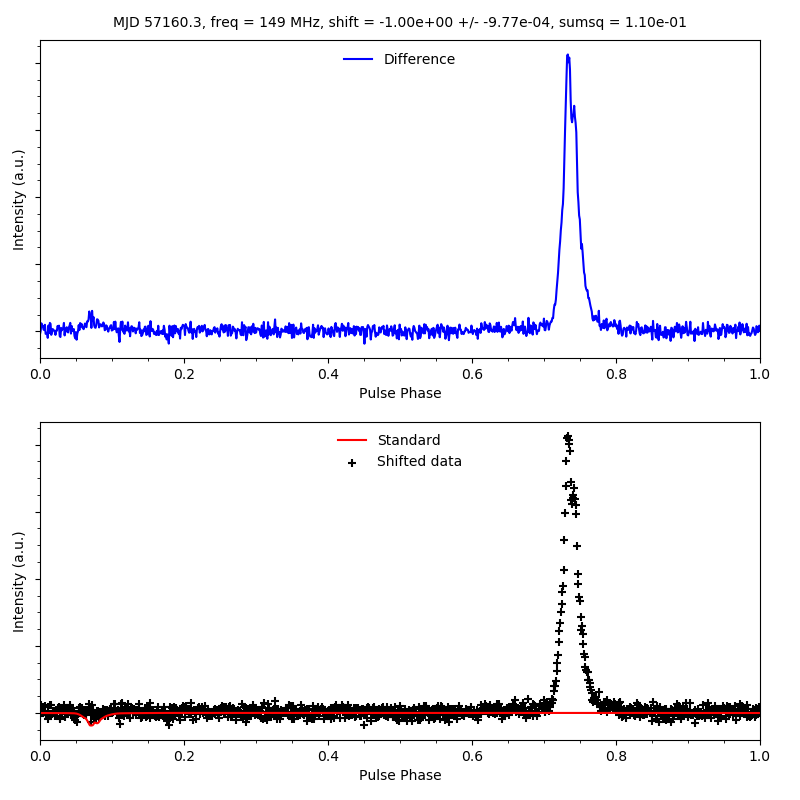 MJD 57160.3, freq = 149 MHz, shift = -1.00e+00 +/- -9.77e-04, sumsq = 1.10e-01
Difference
Intensity (a.u.)
0.0 0.2 0.4 0.6 0.8 1.0
Pulse Phase
Standard
Shifted data
Intensity (a.u.)
0.0 0.2 0.4 0.6 0.8 1.0
Pulse Phase